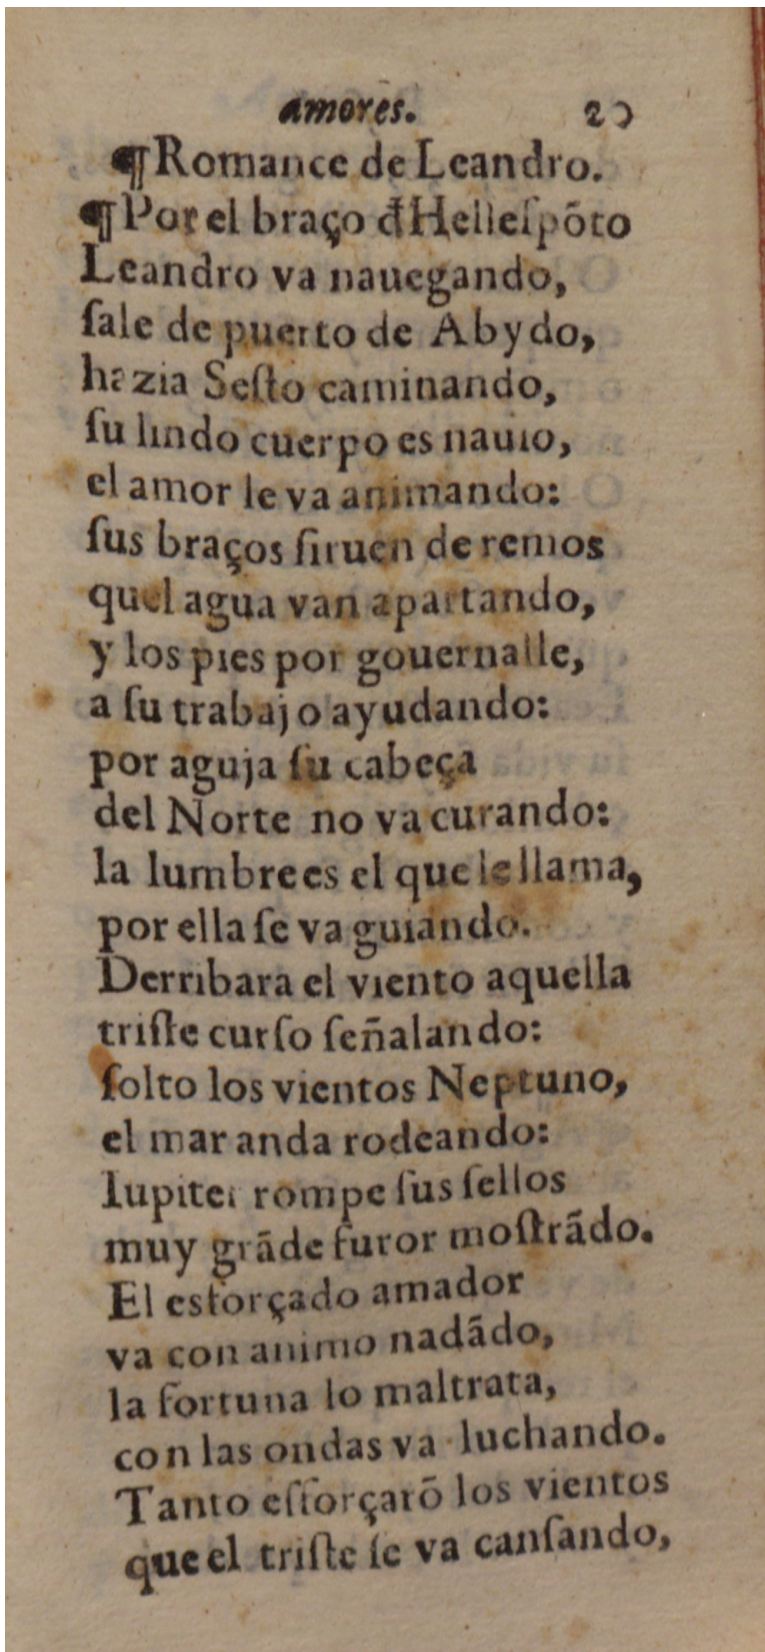 amores. 20
¶Romance de Leandro.
¶Por el braço đ Hellespõto
Leandro va nauegando,
ſale de puerto de Abydo,
hazia Seſto caminando,
ſu lindo cuerpo es nauio,
el amor le va animando:
ſus braços ſiruen de remos
quel agua van apartando,
y los pies por gouernalle,
a ſu trabajo ayudando:
por aguja ſu cabeça
del Norte no va curando:
la lumbre es el que le llama,
por ella ſe va guiando.
Derribara el viento aquella
triſte curſo ſeñalando:
ſolto los vientos Neptuno,
el mar anda rodeando:
Iupiter rompe ſus ſellos
muy grãde furor moſtrãdo.
El esforçado amador
va con animo nadãdo,
la fortuna lo maltrata,
con las ondas va luchando.
Tanto eſforçarõ los vientos
que el triſte ſe va canſando,